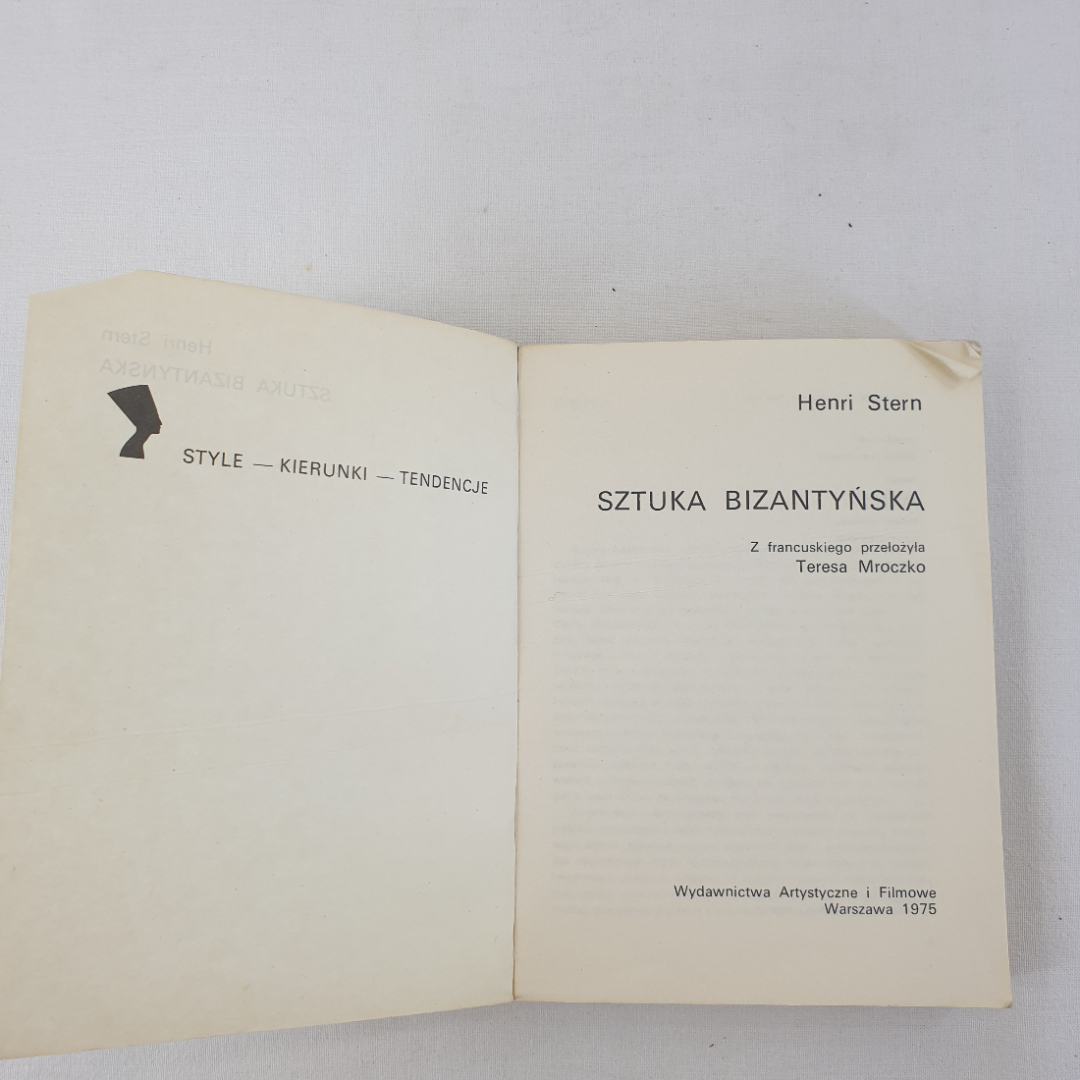 STYLE — KIERUNKI — TENDENCJE
Henri Stern
SZTUKA BIZANTYŃSKA
Z francuskiego przełożyła
Teresa Mroczko
Wydawnictwa Artystyczne i Filmowe
Warszawa 1975